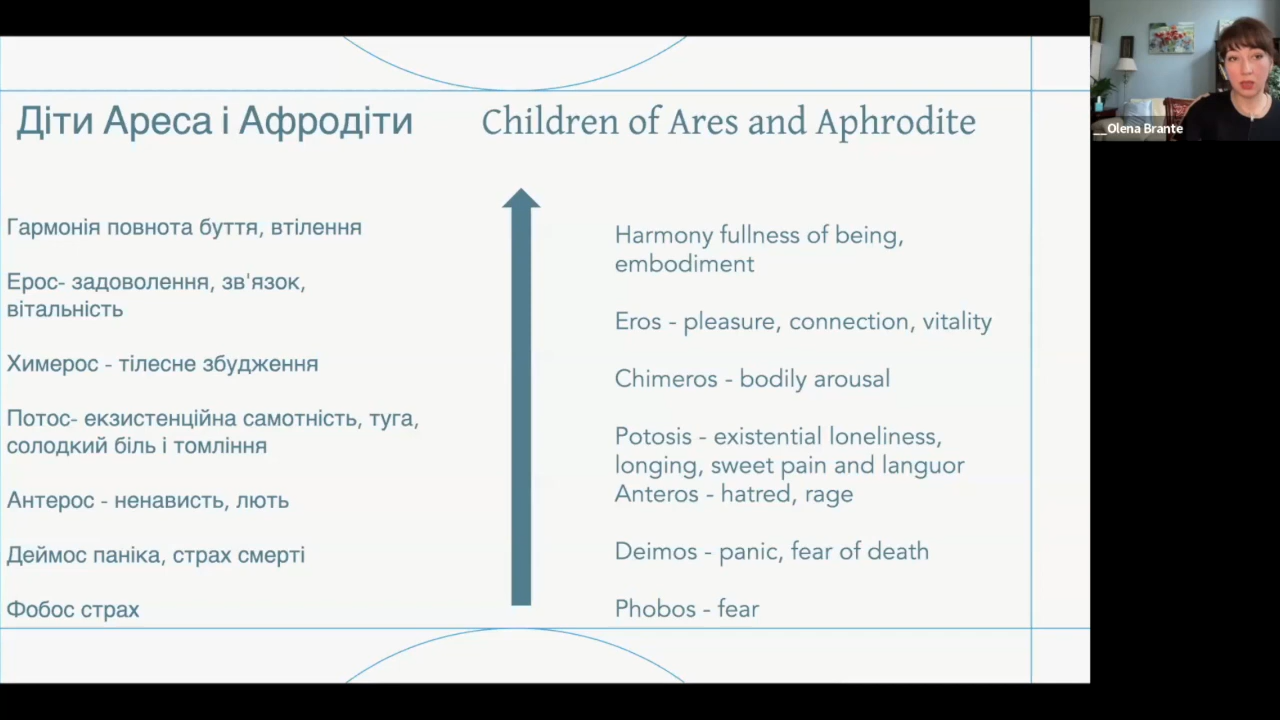 Діти Ареса і Афродіти
Гармонія повнота буття, втілення
Ерос- задоволення, зв'язок,
вітальність
Химерос - тілесне збудження
Потос- екзистенційна самотність, туга,
солодкий біль і томління
Антерос - ненависть, лють
Деймос паніка, страх смерті
Фобос страх
Children of Ares and Aphrodite
Harmony fullness of being,
embodiment
Eros - pleasure, connection, vitality
Chimeros - bodily arousal
Potosis - existential loneliness,
longing, sweet pain and languor
Anteros - hatred, rage
Deimos - panic, fear of death
Phobos - fear
__Olena Brante